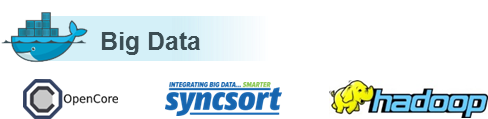 Big Data
OpenCore
INTEGRATING BIG DATA... SMARTER
syncsort
hadoop